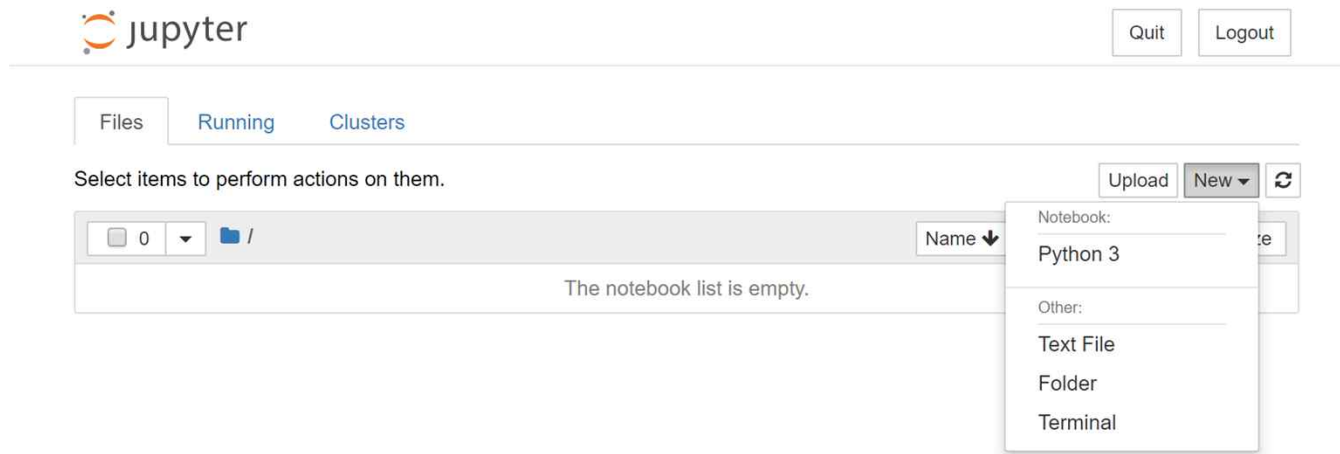 jupyter
Quit Logout
Files Running Clusters
Select items to perform actions on them.
Upload New
0 / Name
Notebook:
Python 3
The notebook list is empty.
Other:
Text File
Folder
Terminal